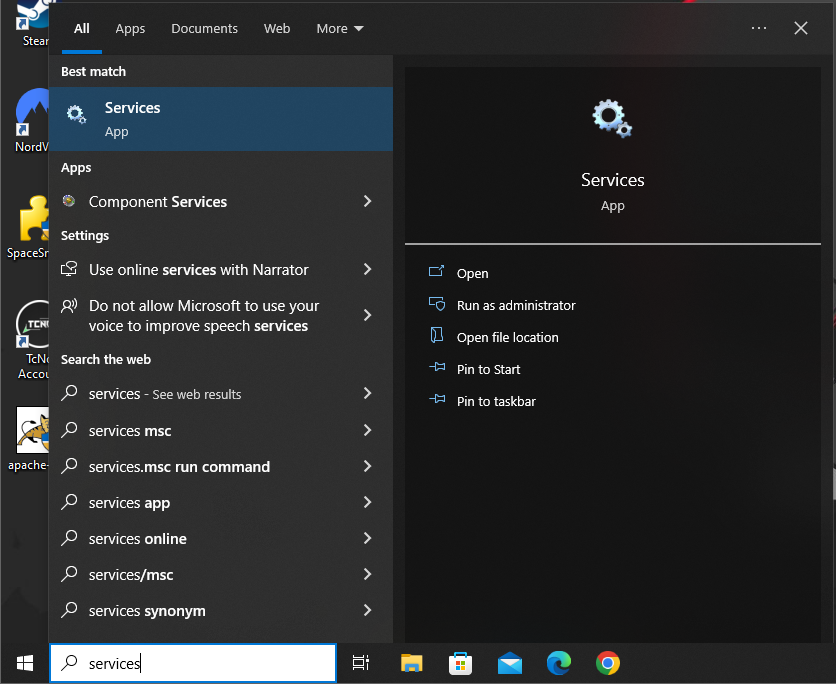 All
Apps
Documents
Web
More
Best match
Services
App
Apps
Component Services
Settings
Use online services with Narrator
Do not allow Microsoft to use your
voice to improve speech services
Search the web
services - See web results
services msc
services.msc run command
services app
services online
services/msc
services synonym
services
Services
App
Open
Run as administrator
Open file location
Pin to Start
Pin to taskbar
Stear
NordV
SpaceSn
TCN
TcNo
Accou
apache-